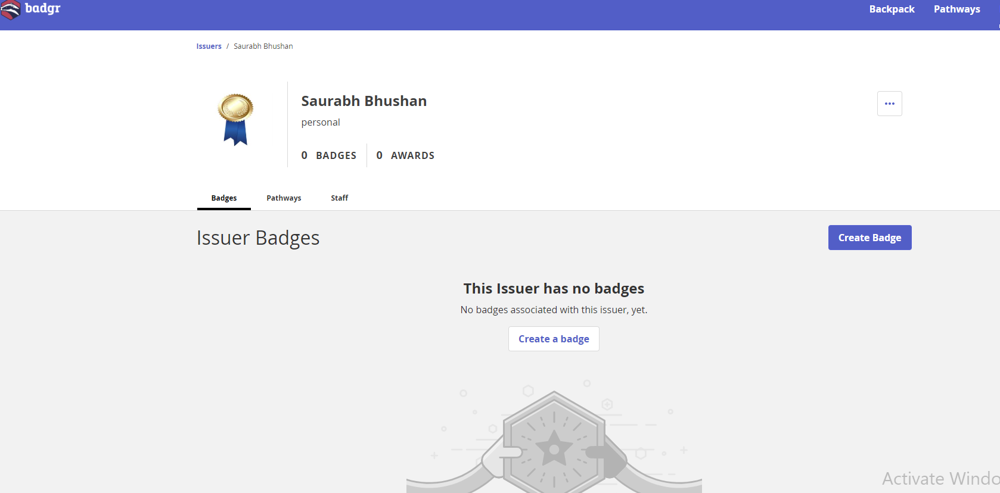 badgr
Backpack Pathways
Issuers / Saurabh Bhushan
Saurabh Bhushan
personal
0 BADGES 0 AWARDS
Badges Pathways Staff
Issuer Badges
Create Badge
This Issuer has no badges
No badges associated with this issuer, yet.
Create a badge
Activate Windo